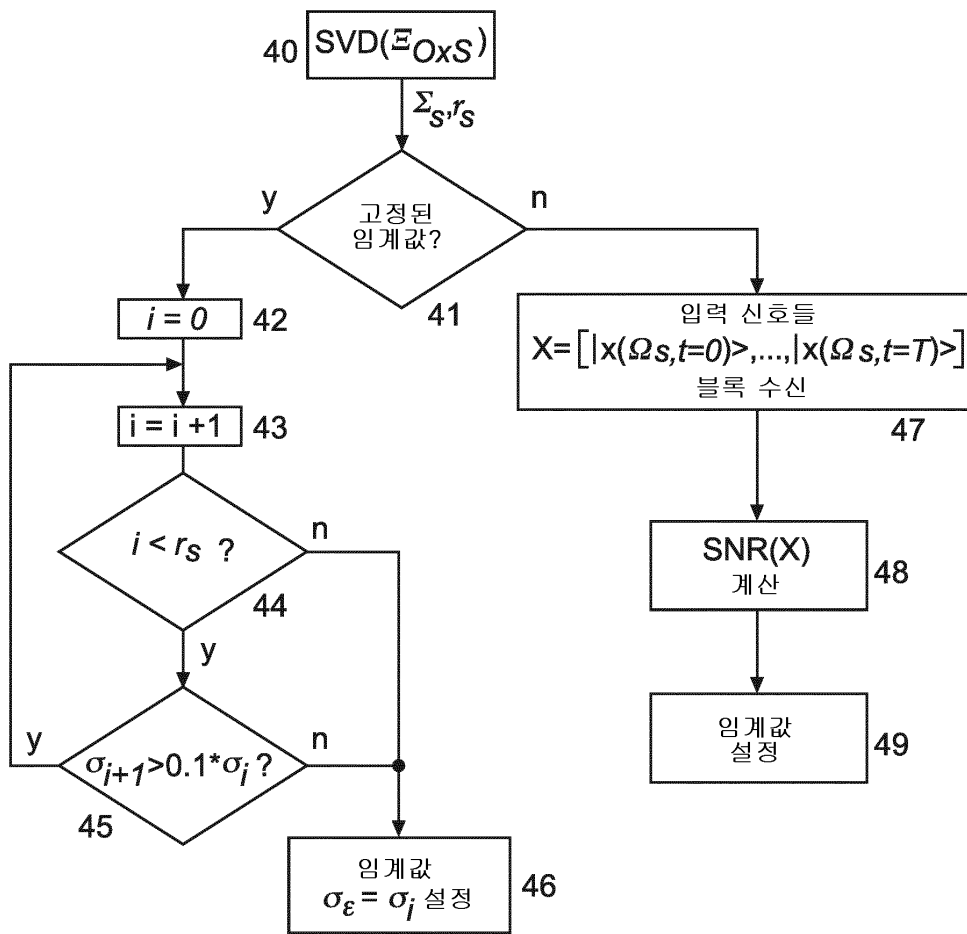 40
SVD(Ξ_OxS)
Σ_s,r_s
y
n
고정된
임계값?
41
i = 0
42
i = i +1
43
i < r_s ?
n
44
y
y
σ_i+1>0.1*σ_i?
n
45
임계값
σ_ε = σ_i 설정
46
입력 신호들
X=[|x(Ω_s,t=0)>,...,|x(Ω_s,t=T)>]
블록 수신
47
SNR(X)
계산
48
임계값
설정
49